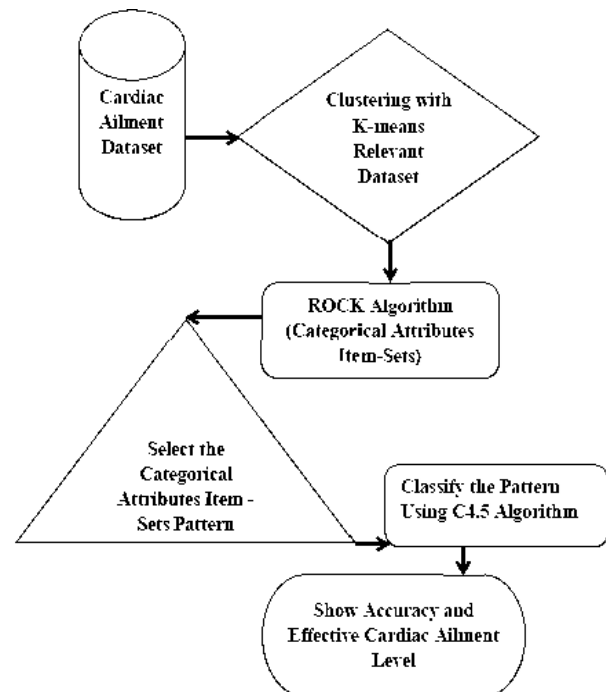 Cardiac
Ailment
Dataset
Clustering with
K-means
Relevant
Dataset
ROCK Algorithm
(Categorical Attributes
Item-Sets)
Select the
Categorical
Attributes Item -
Sets Pattern
Classify the Pattern
Using C4.5 Algorithm
Show Accuracy and
Effective Cardiac Ailment
Level